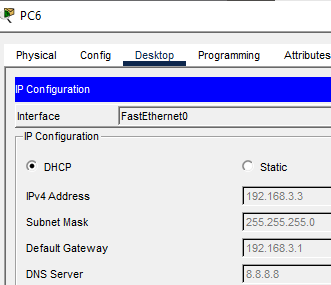 PC6
Physical Config Desktop Programming Attributes
IP Configuration
Interface FastEthernet0
IP Configuration
DHCP Static
IPv4 Address 192.168.3.3
Subnet Mask 255.255.255.0
Default Gateway 192.168.3.1
DNS Server 8.8.8.8